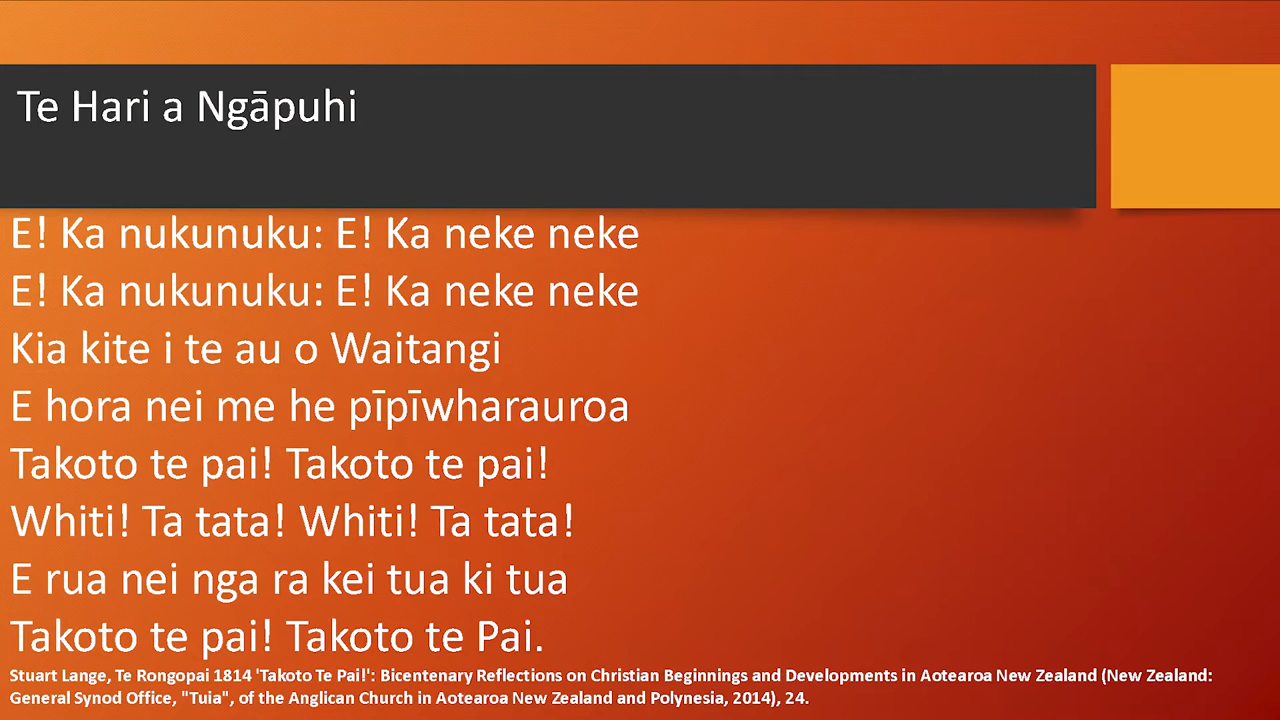 Te Hari a Ngāpuhi
E! Ka nukunuku: E! Ka neke neke
E! Ka nukunuku: E! Ka neke neke
Kia kite i te au o Waitangi
E hora nei me he pīpīwharauroa
Takoto te pai! Takoto te pai!
Whiti! Ta tata! Whiti! Ta tata!
E rua nei nga ra kei tua ki tua
Takoto te pai! Takoto te Pai.
Stuart Lange, Te Rongopai 1814 'Takoto Te Pai!': Bicentenary Reflections on Christian Beginnings and Developments in Aotearoa New Zealand (New Zealand:
General Synod Office, "Tuia", of the Anglican Church in Aotearoa New Zealand and Polynesia, 2014), 24.